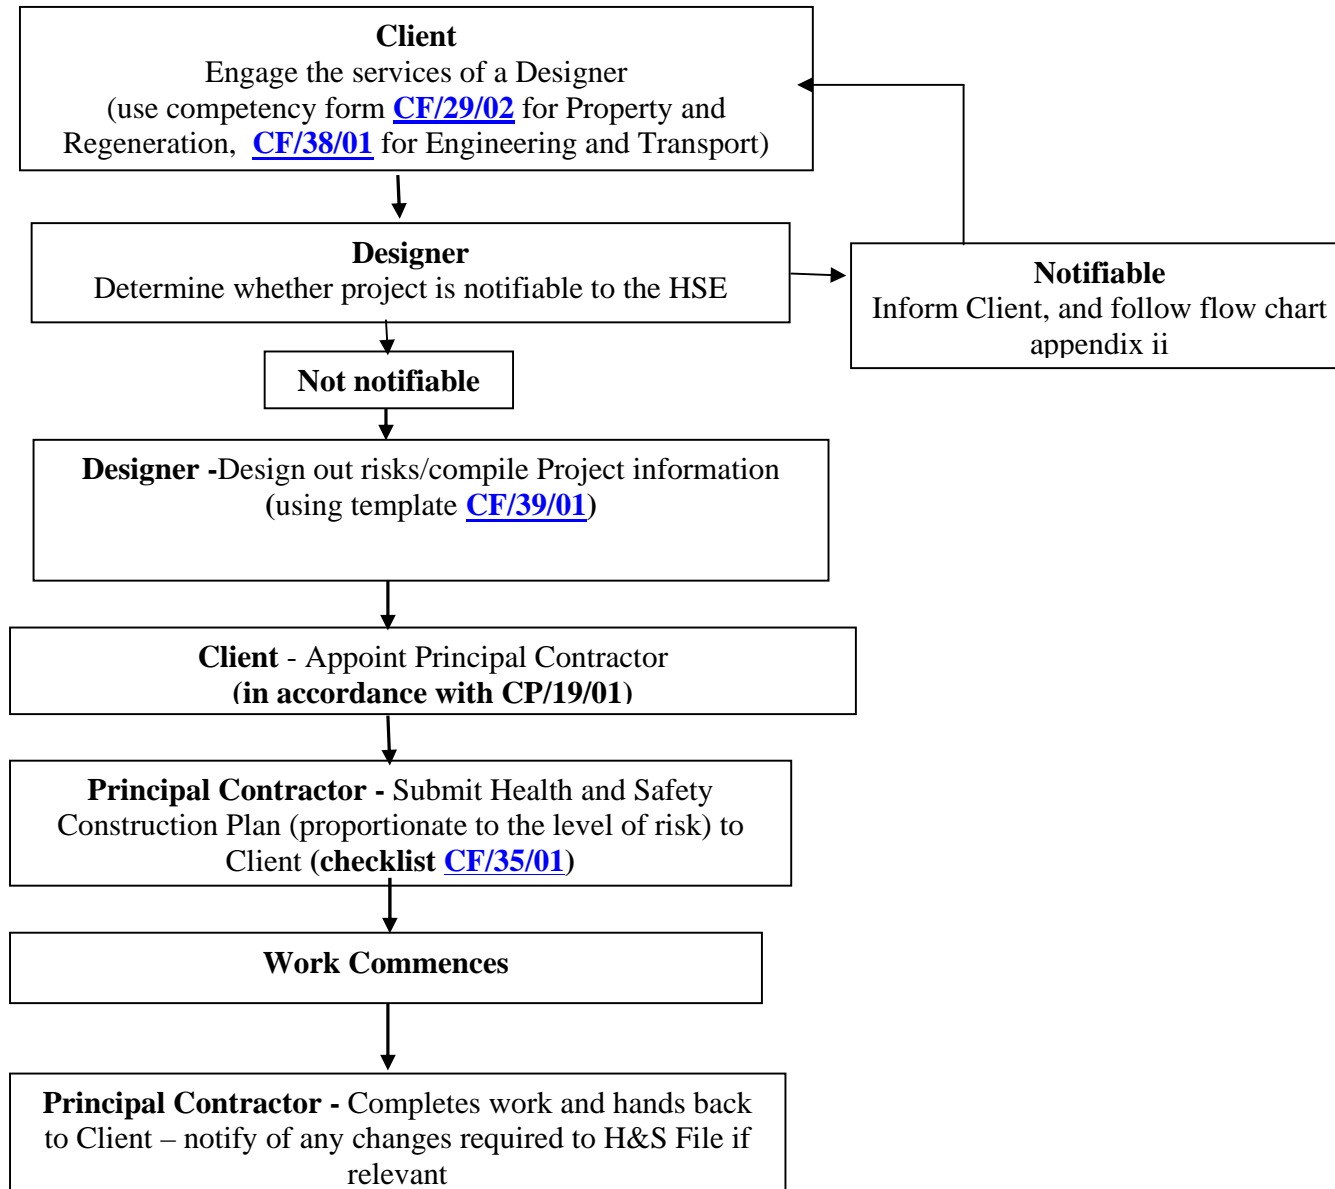 Client
Engage the services of a Designer
(use competency form CF/29/02 for Property and
Regeneration, CF/38/01 for Engineering and Transport)
Designer
Determine whether project is notifiable to the HSE
Notifiable
Inform Client, and follow flow chart
appendix ii
Not notifiable
Designer -Design out risks/compile Project information
(using template CF/39/01)
Client - Appoint Principal Contractor
(in accordance with CP/19/01)
Principal Contractor - Submit Health and Safety
Construction Plan (proportionate to the level of risk) to
Client (checklist CF/35/01)
Work Commences
Principal Contractor - Completes work and hands back
to Client – notify of any changes required to H&S File if
relevant